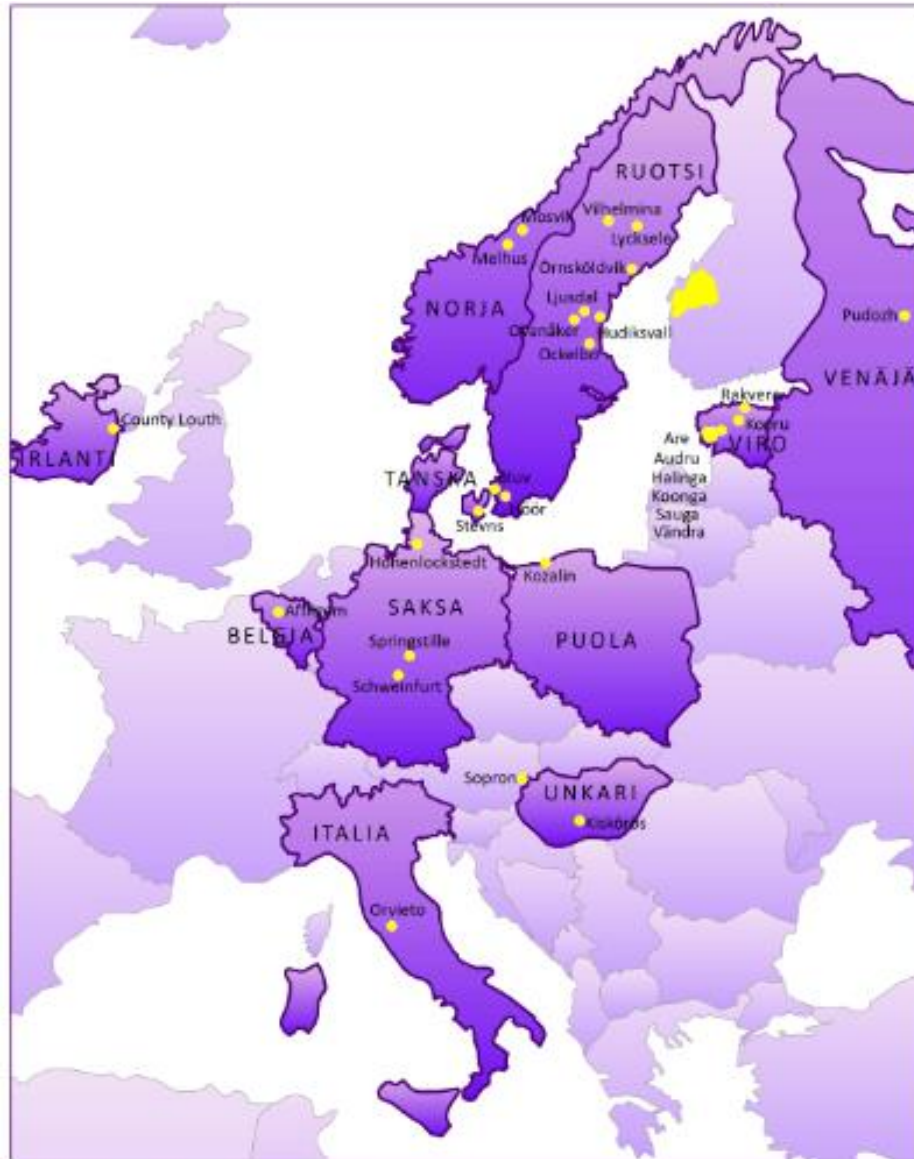 RUOTSI
Mosvik
Vilhelmina
Lycksele
Melhus
Örnsköldvik
Ljusdal
NORJA
Hudiksvall
Ockelbo
Pudozh
VENÄJÄ
Rakvere
County Louth
Koeru
Are
VIRO
IRLANTI
Audru
TANSKA
Halinga
Koonga
Stevns
Sauga
Vändra
Hohenlockstedt
Kozalin
SAKSA
BELGIA
PUOLA
Springstille
Schweinfurt
Sopron
UNKARI
ITALIA
Kiskőrös
Orvieto